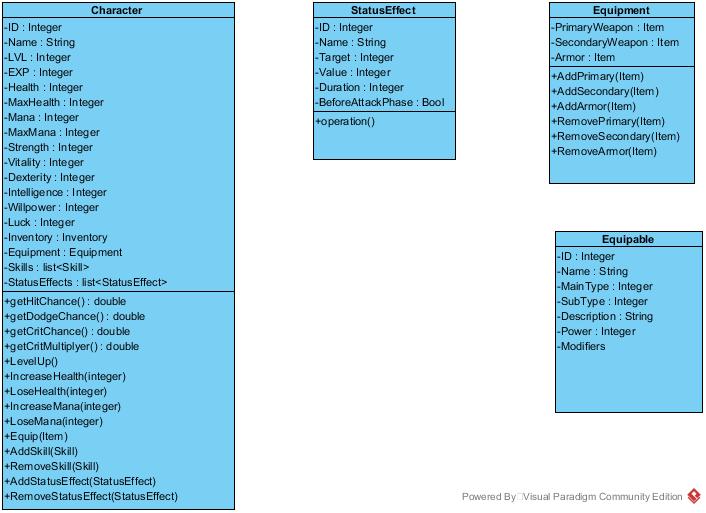 Character
-ID : Integer
-Name : String
-LVL : Integer
-EXP : Integer
-Health : Integer
-MaxHealth : Integer
-Mana : Integer
-MaxMana : Integer
-Strength : Integer
-Vitality : Integer
-Dexterity : Integer
-Intelligence : Integer
-Willpower : Integer
-Luck : Integer
-Inventory : Inventory
-Equipment : Equipment
-Skills : list<Skill>
-StatusEffects : list<StatusEffect>
+getHitChance() : double
+getDodgeChance() : double
+getCritChance() : double
+getCritMultiplyer() : double
+LevelUp()
+IncreaseHealth(integer)
+LoseHealth(integer)
+IncreaseMana(integer)
+LoseMana(integer)
+Equip(Item)
+AddSkill(Skill)
+RemoveSkill(Skill)
+AddStatusEffect(StatusEffect)
+RemoveStatusEffect(StatusEffect)
StatusEffect
-ID : Integer
-Name : String
-Target : Integer
-Value : Integer
-Duration : Integer
-BeforeAttackPhase : Bool
+operation()
Equipment
-PrimaryWeapon : Item
-SecondaryWeapon : Item
-Armor : Item
+AddPrimary(Item)
+AddSecondary(Item)
+AddArmor(Item)
+RemovePrimary(Item)
+RemoveSecondary(Item)
+RemoveArmor(Item)
Equipable
-ID : Integer
-Name : String
-MainType : Integer
-SubType : Integer
-Description : String
-Power : Integer
-Modifiers
Powered By Visual Paradigm Community Edition